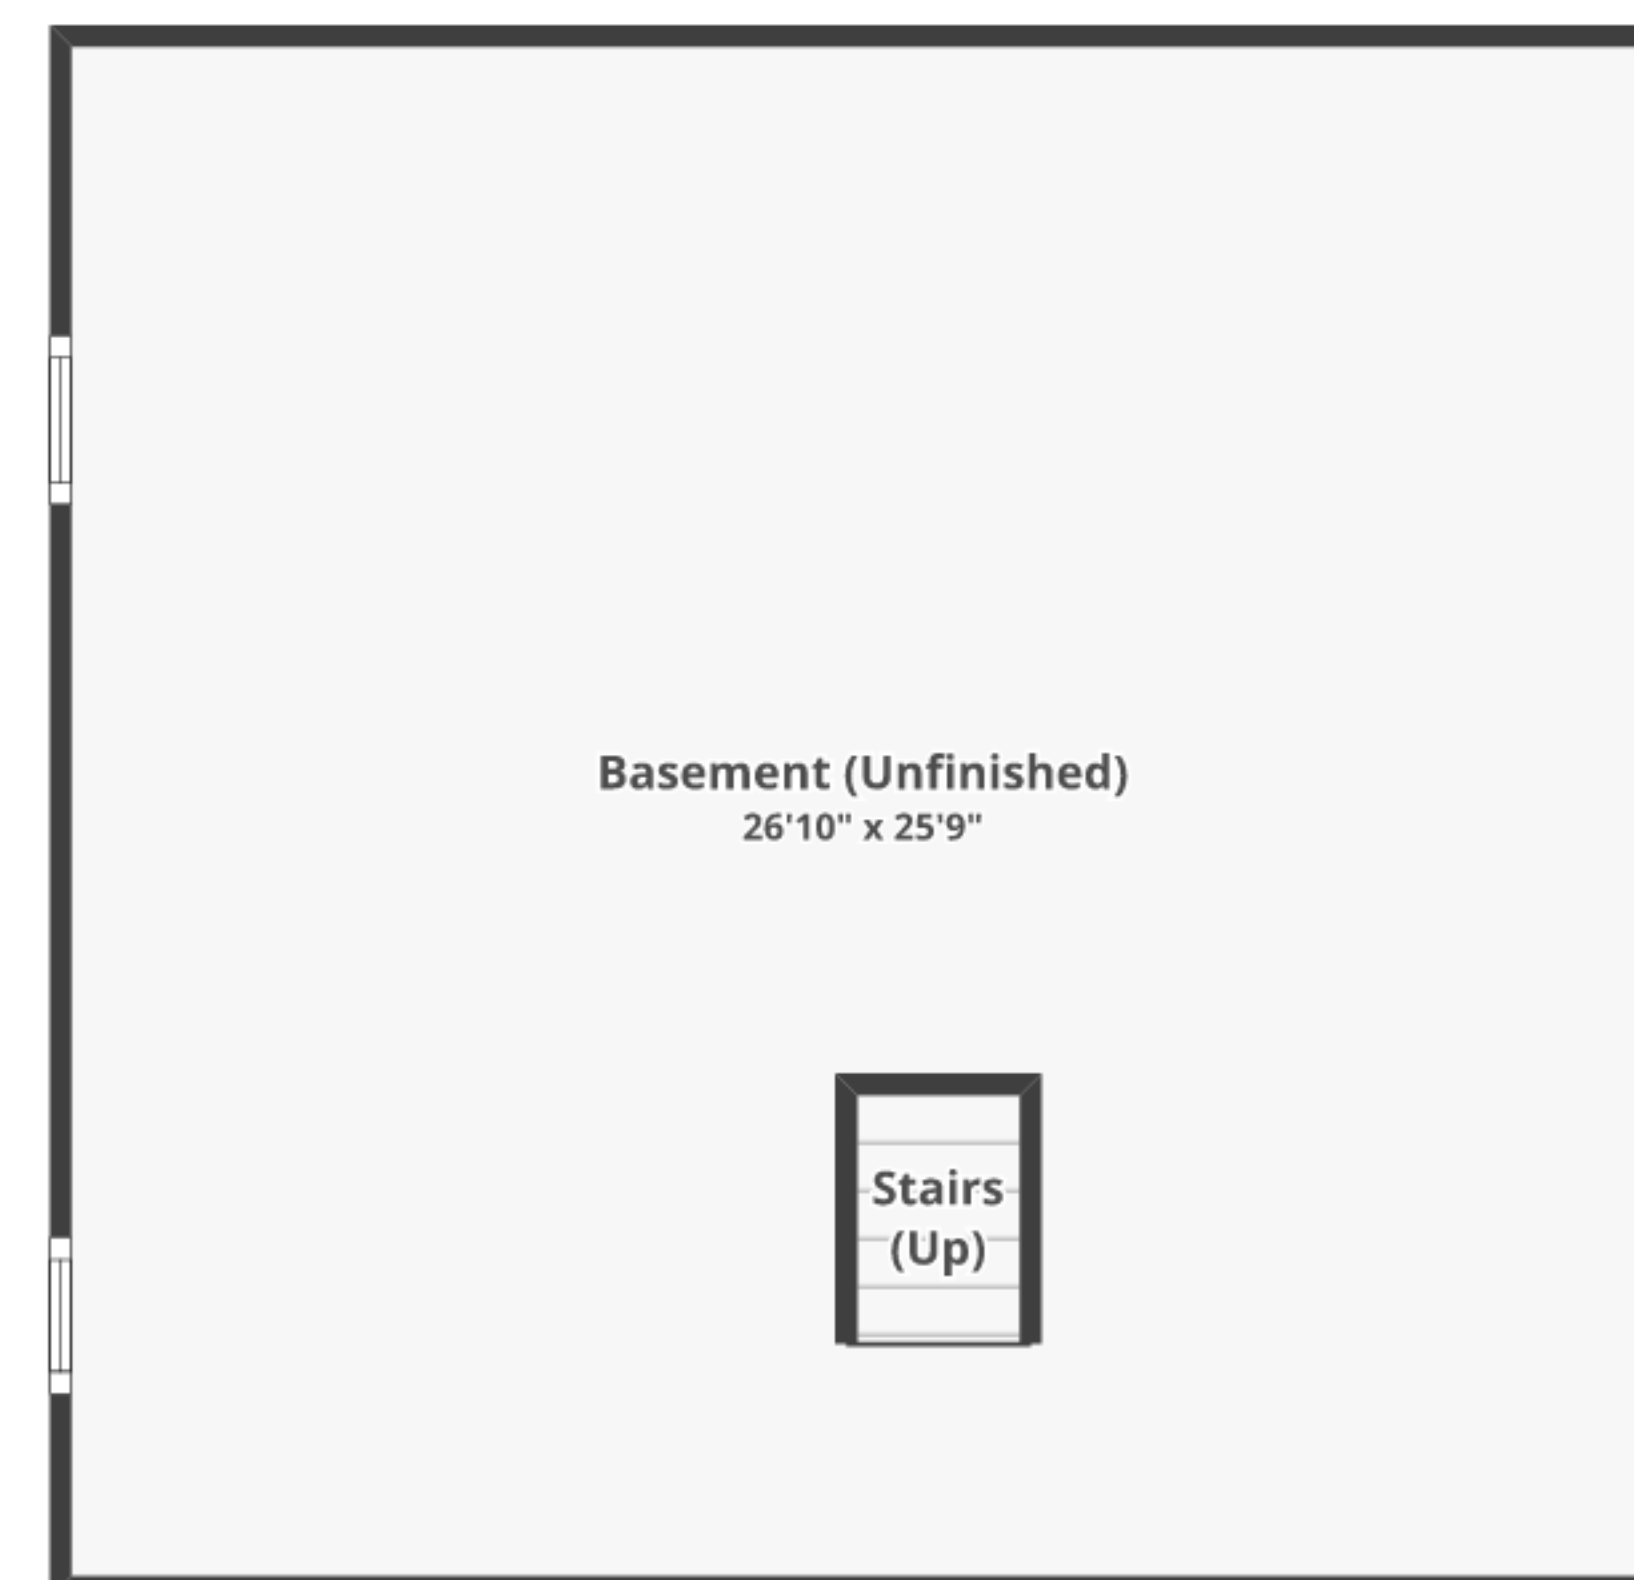 Basement (Unfinished)
26'10" x 25'9"
Stairs
(Up)